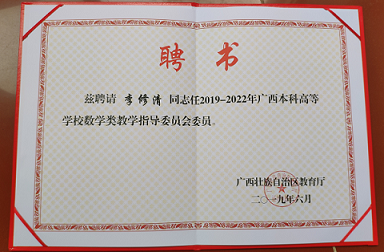 聘 书
兹聘请 李修清 同志任2019-2022年广西本科高等
学校数学类教学指导委员会委员。
广西壮族自治区教育厅
二〇一九年六月